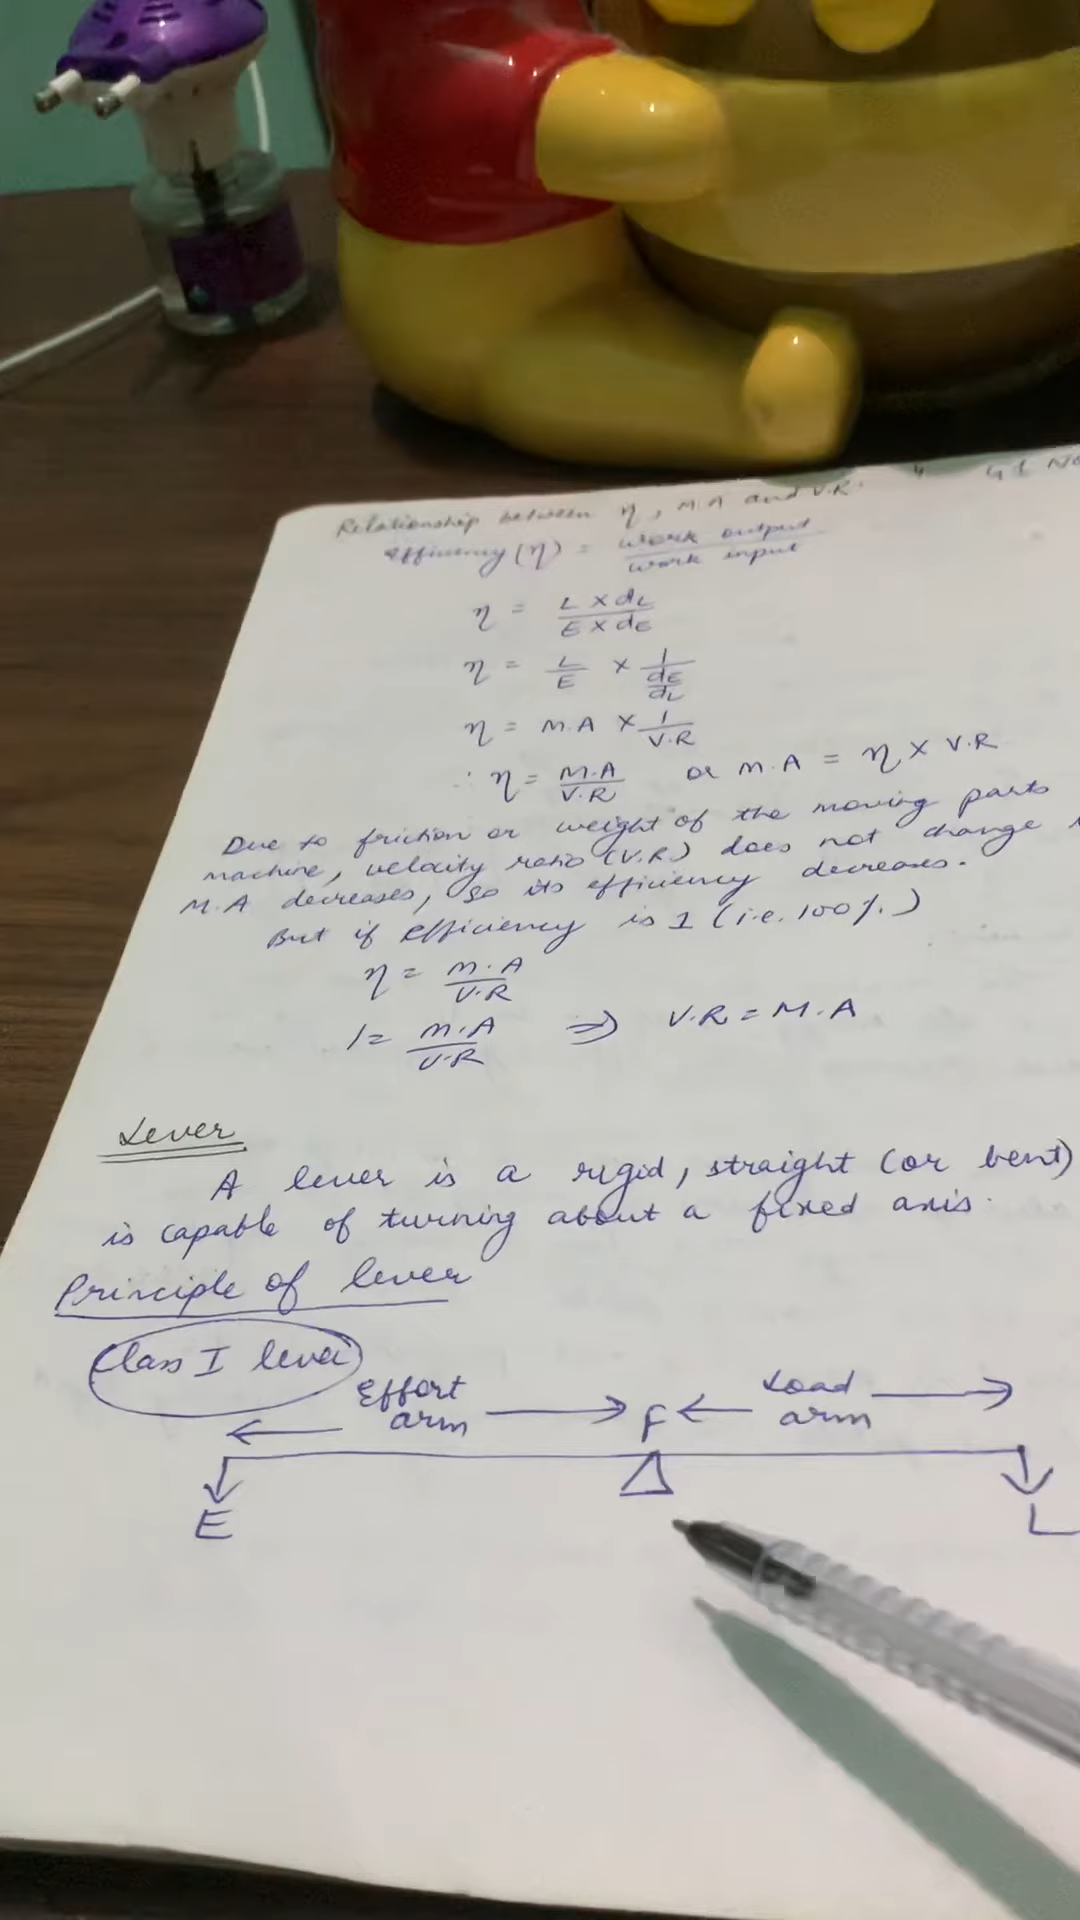 Relationship between η, M.A and V.R.
efficiency (η) = work output / work input
η = L × dL / E × dE
η = L/E × 1/(dE/dL)
η = M.A × 1/V.R
∴ η = M.A/V.R or M.A = η × V.R
Due to friction or weight of the moving parts
machine, velocity ratio (V.R) does not change
M.A decreases, so its efficiency decreases.
But if efficiency is 1 (i.e. 100%.)
η = M.A/V.R
1 = M.A/V.R ⇒ V.R = M.A
Lever
A lever is a rigid, straight (or bent)
is capable of turning about a fixed axis.
Principle of lever
Class I lever
Effort arm F Load arm
E L